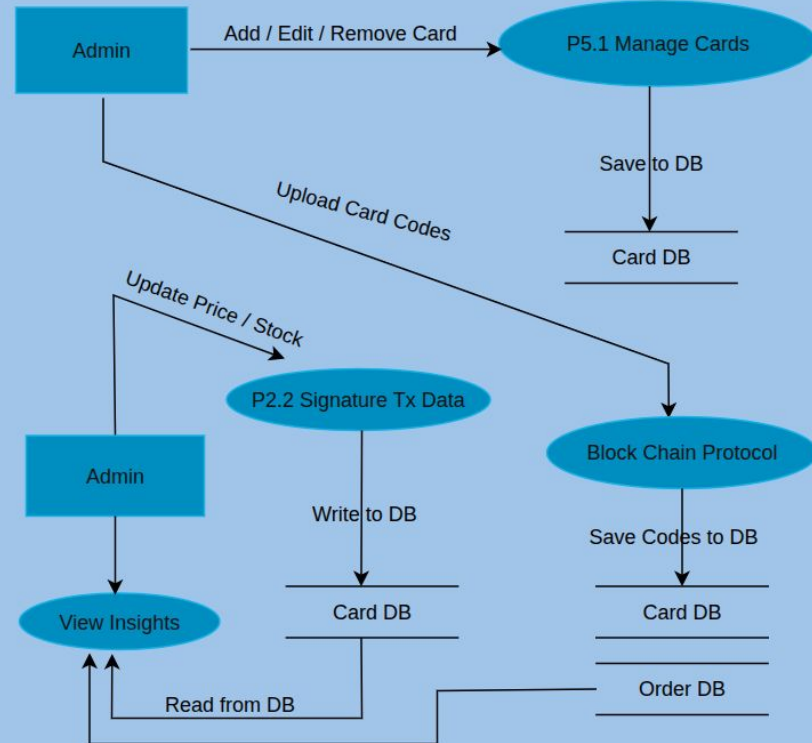 Admin
Add / Edit / Remove Card
P5.1 Manage Cards
Save to DB
Upload Card Codes
Card DB
Update Price / Stock
P2.2 Signature Tx Data
Admin
Block Chain Protocol
Write to DB
Save Codes to DB
View Insights
Card DB
Card DB
Read from DB
Order DB